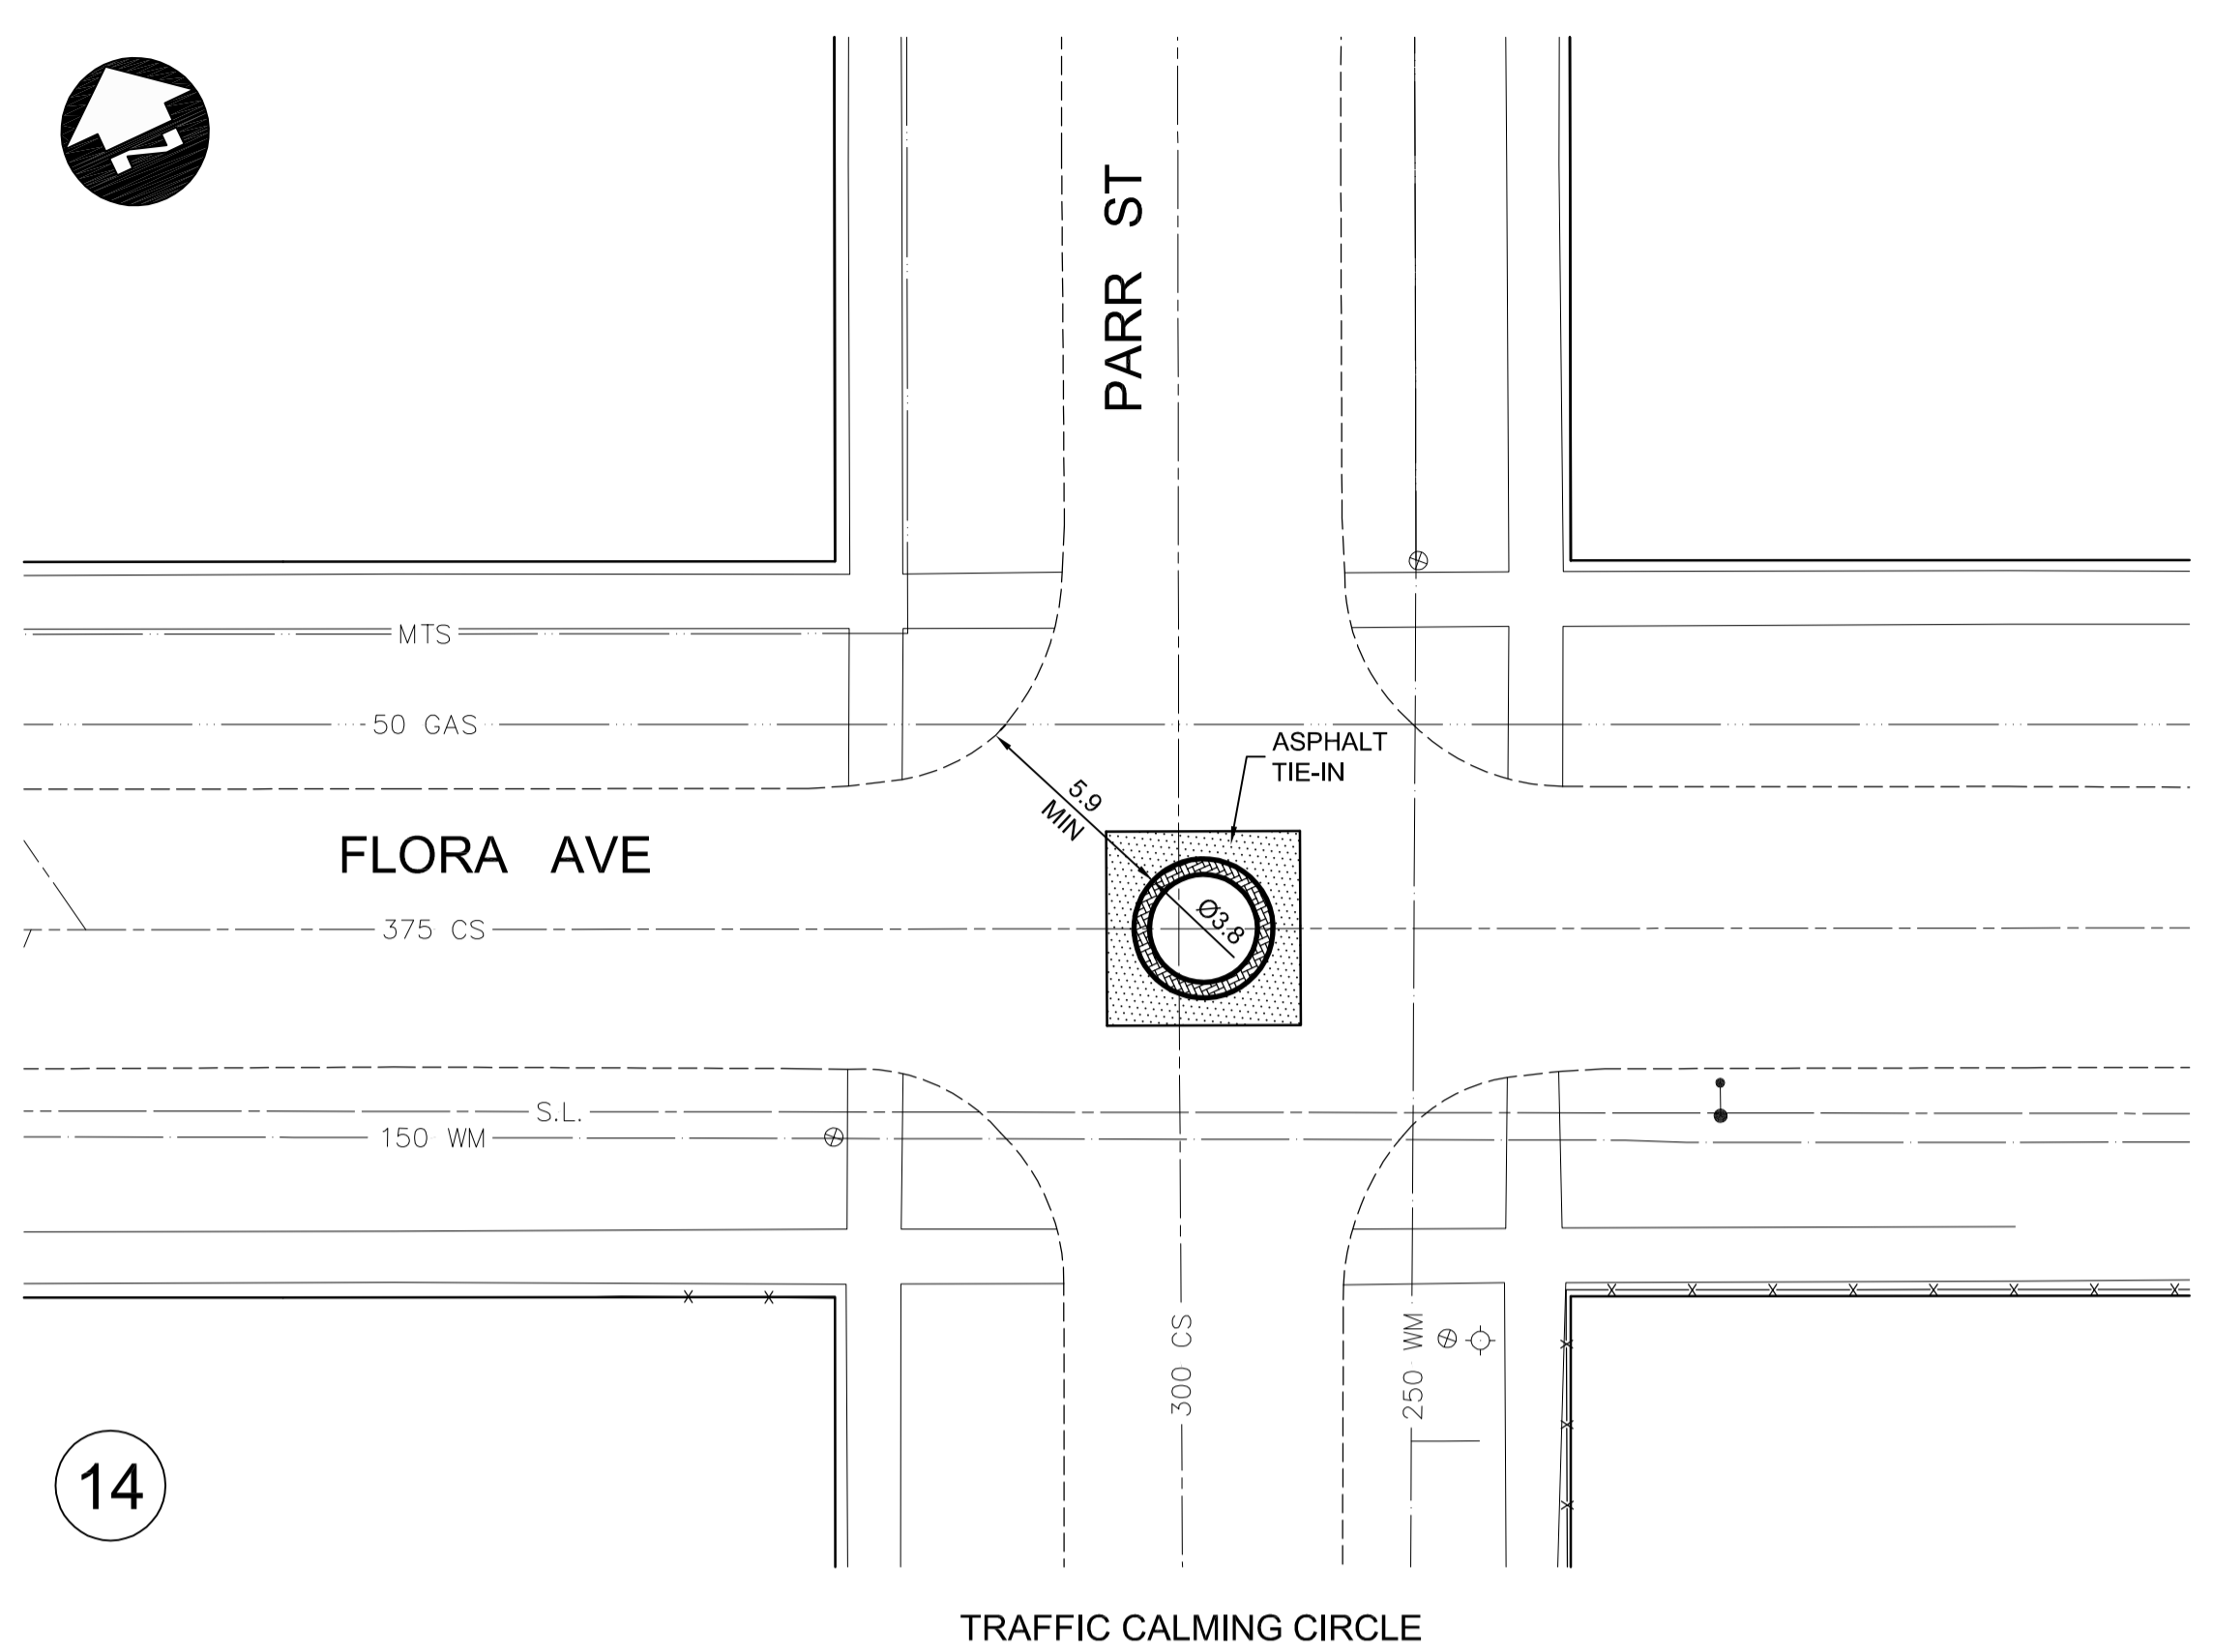 N
PARR ST
MTS
50 GAS
ASPHALT
TIE-IN
5.9
MIN
FLORA AVE
Ø3.8
375 CS
S.L.
150 WM
300 CS
250 WM
14
TRAFFIC CALMING CIRCLE